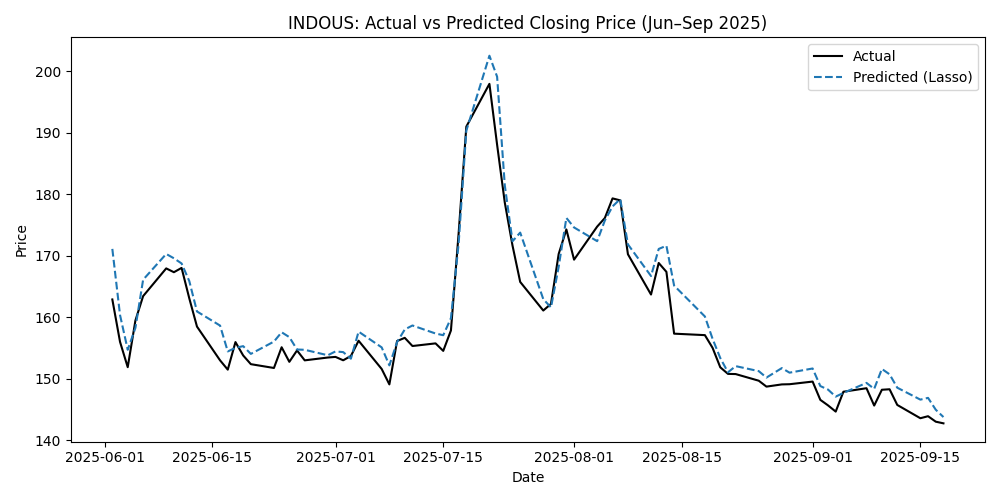 INDOUS: Actual vs Predicted Closing Price (Jun–Sep 2025)
Actual
Predicted (Lasso)
Price
200
190
180
170
160
150
140
2025-06-01 2025-06-15 2025-07-01 2025-07-15 2025-08-01 2025-08-15 2025-09-01 2025-09-15
Date